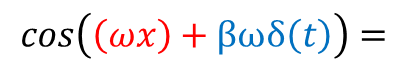 cos((ωx) + βωδ(t)) =